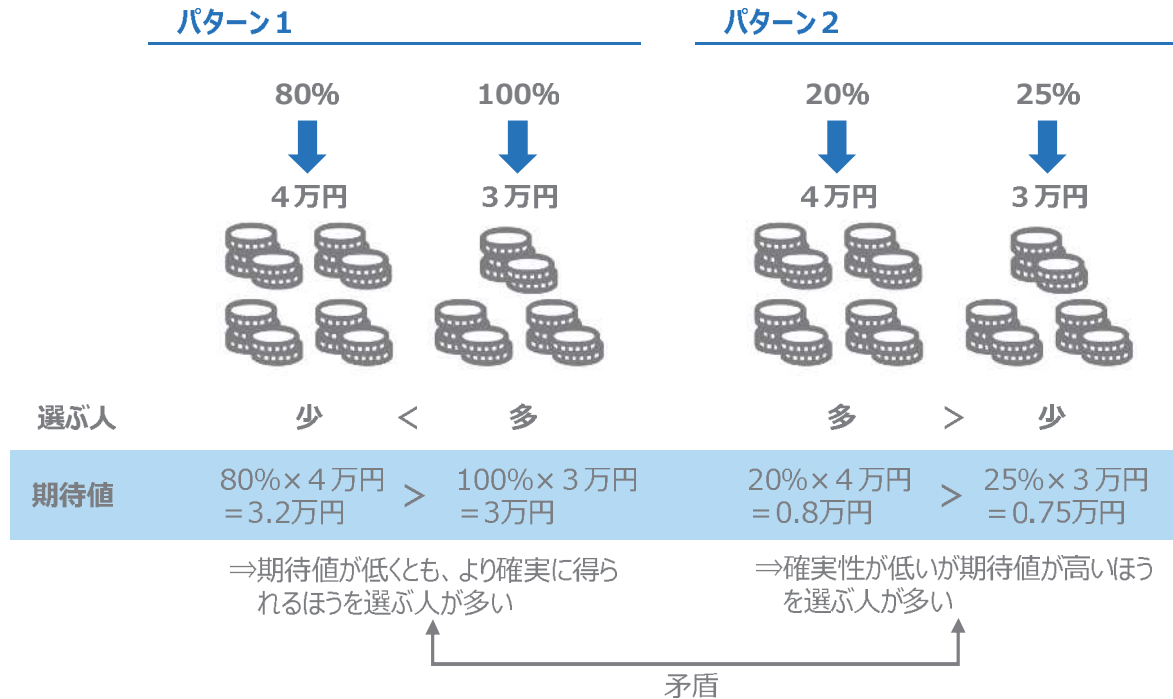 パターン１
パターン２
80%
100%
20%
25%
４万円
３万円
４万円
３万円
選ぶ人
少
＜
多
多
＞
少
期待値
80%×４万円
＝3.2万円
＞
100%×３万円
＝3万円
20%×４万円
＝0.8万円
＞
25%×３万円
＝0.75万円
⇒期待値が低くとも、より確実に得ら
れるほうを選ぶ人が多い
⇒確実性が低いが期待値が高いほう
を選ぶ人が多い
矛盾